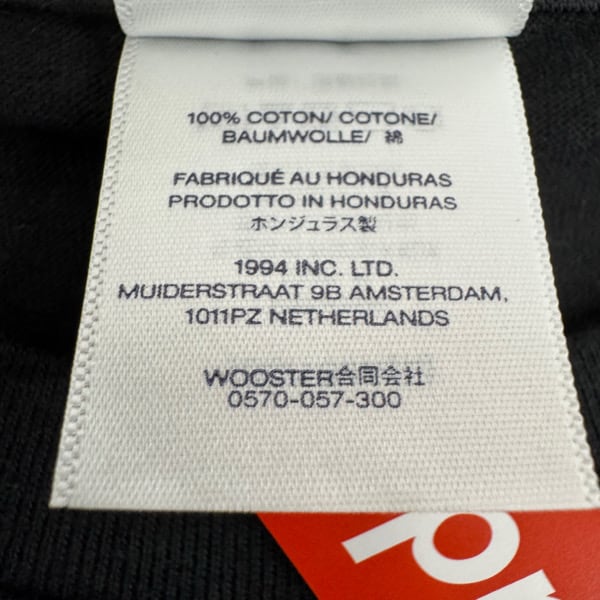 100% COTON/ COTONE/
BAUMWOLLE/ 綿
FABRIQUÉ AU HONDURAS
PRODOTTO IN HONDURAS
ホンジュラス製
1994 INC. LTD.
MUIDERSTRAAT 9B AMSTERDAM,
1011PZ NETHERLANDS
WOOSTER合同会社
0570-057-300
pr